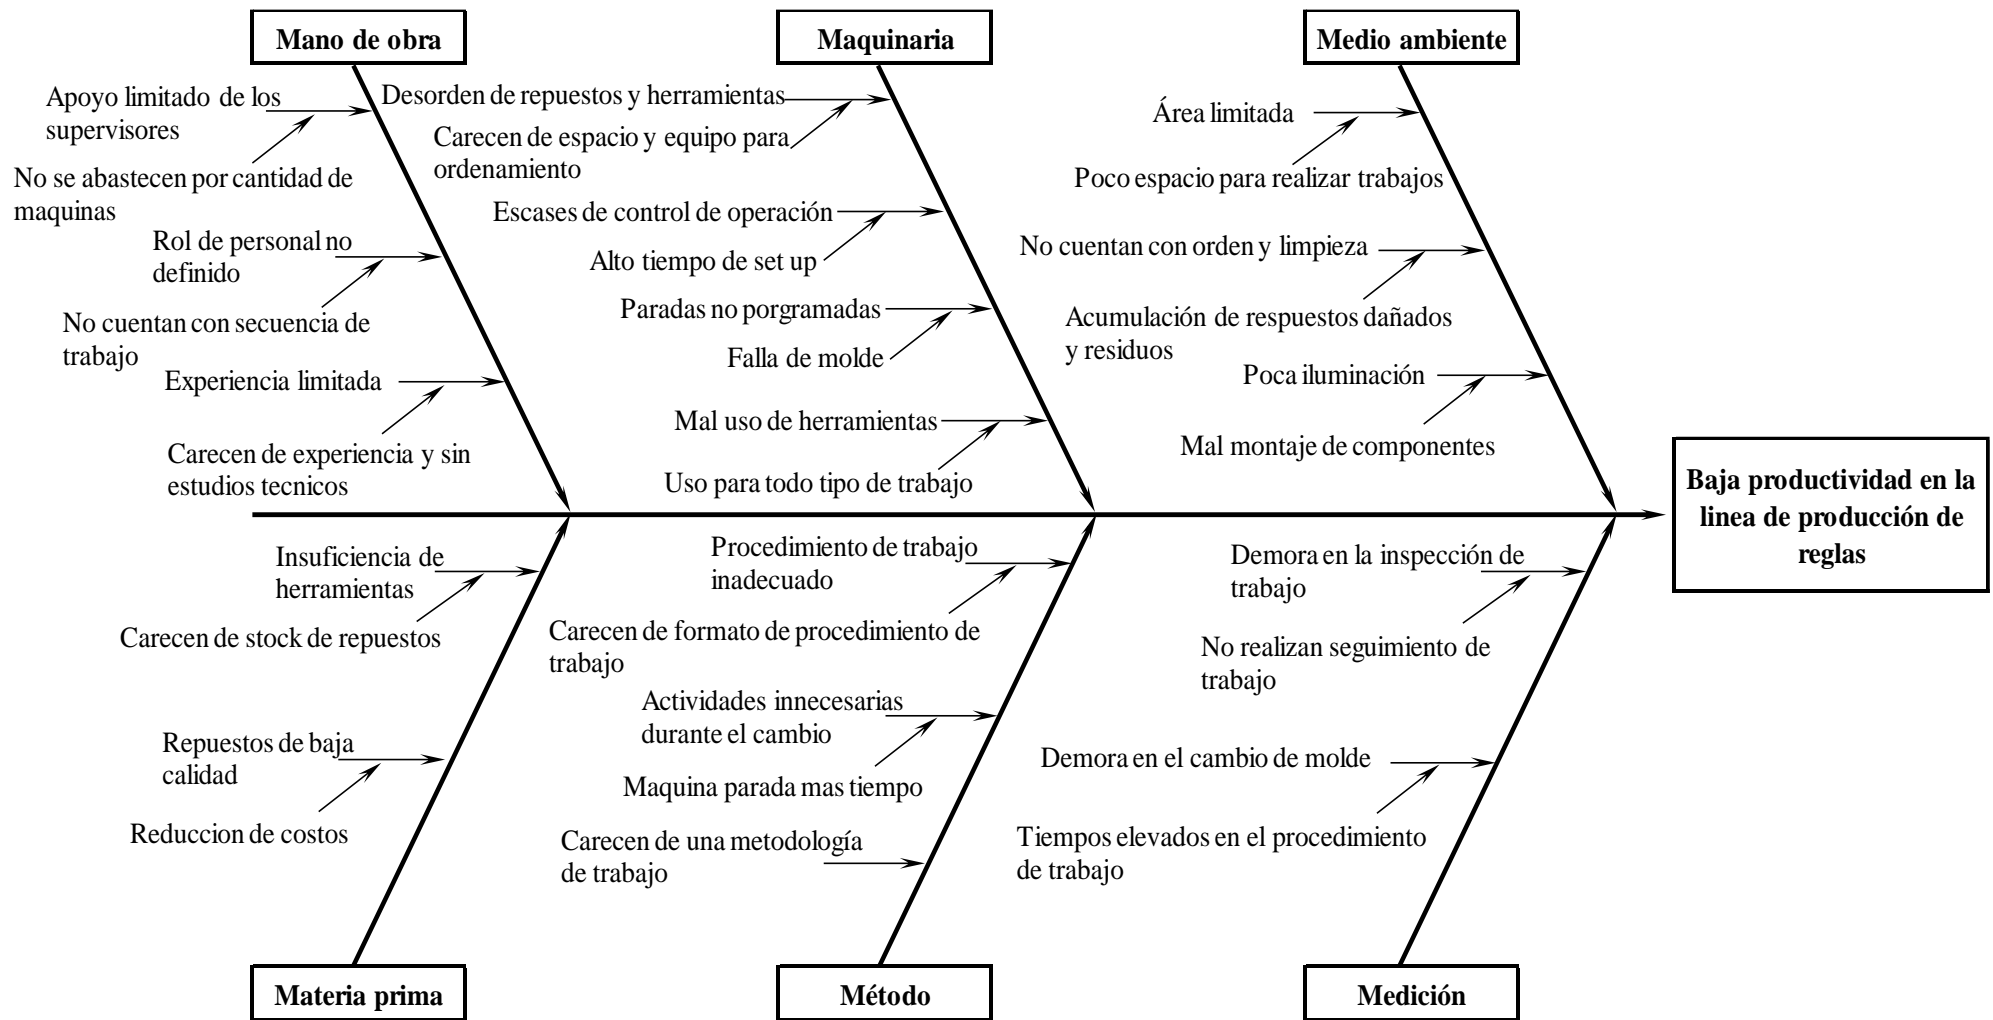 Mano de obra
Maquinaria
Medio ambiente
Apoyo limitado de los
supervisores
No se abastecen por cantidad de
maquinas
Rol de personal no
definido
No cuentan con secuencia de
trabajo
Experiencia limitada
Carecen de experiencia y sin
estudios tecnicos
Desorden de repuestos y herramientas
Carecen de espacio y equipo para
ordenamiento
Escases de control de operación
Alto tiempo de set up
Paradas no porgramadas
Falla de molde
Mal uso de herramientas
Uso para todo tipo de trabajo
Área limitada
Poco espacio para realizar trabajos
No cuentan con orden y limpieza
Acumulación de respuestos dañados
y residuos
Poca iluminación
Mal montaje de componentes
Baja productividad en la
linea de producción de
reglas
Insuficiencia de
herramientas
Carecen de stock de repuestos
Repuestos de baja
calidad
Reduccion de costos
Procedimiento de trabajo
inadecuado
Carecen de formato de procedimiento de
trabajo
Actividades innecesarias
durante el cambio
Maquina parada mas tiempo
Carecen de una metodología
de trabajo
Demora en la inspección de
trabajo
No realizan seguimiento de
trabajo
Demora en el cambio de molde
Tiempos elevados en el procedimiento
de trabajo
Materia prima
Método
Medición